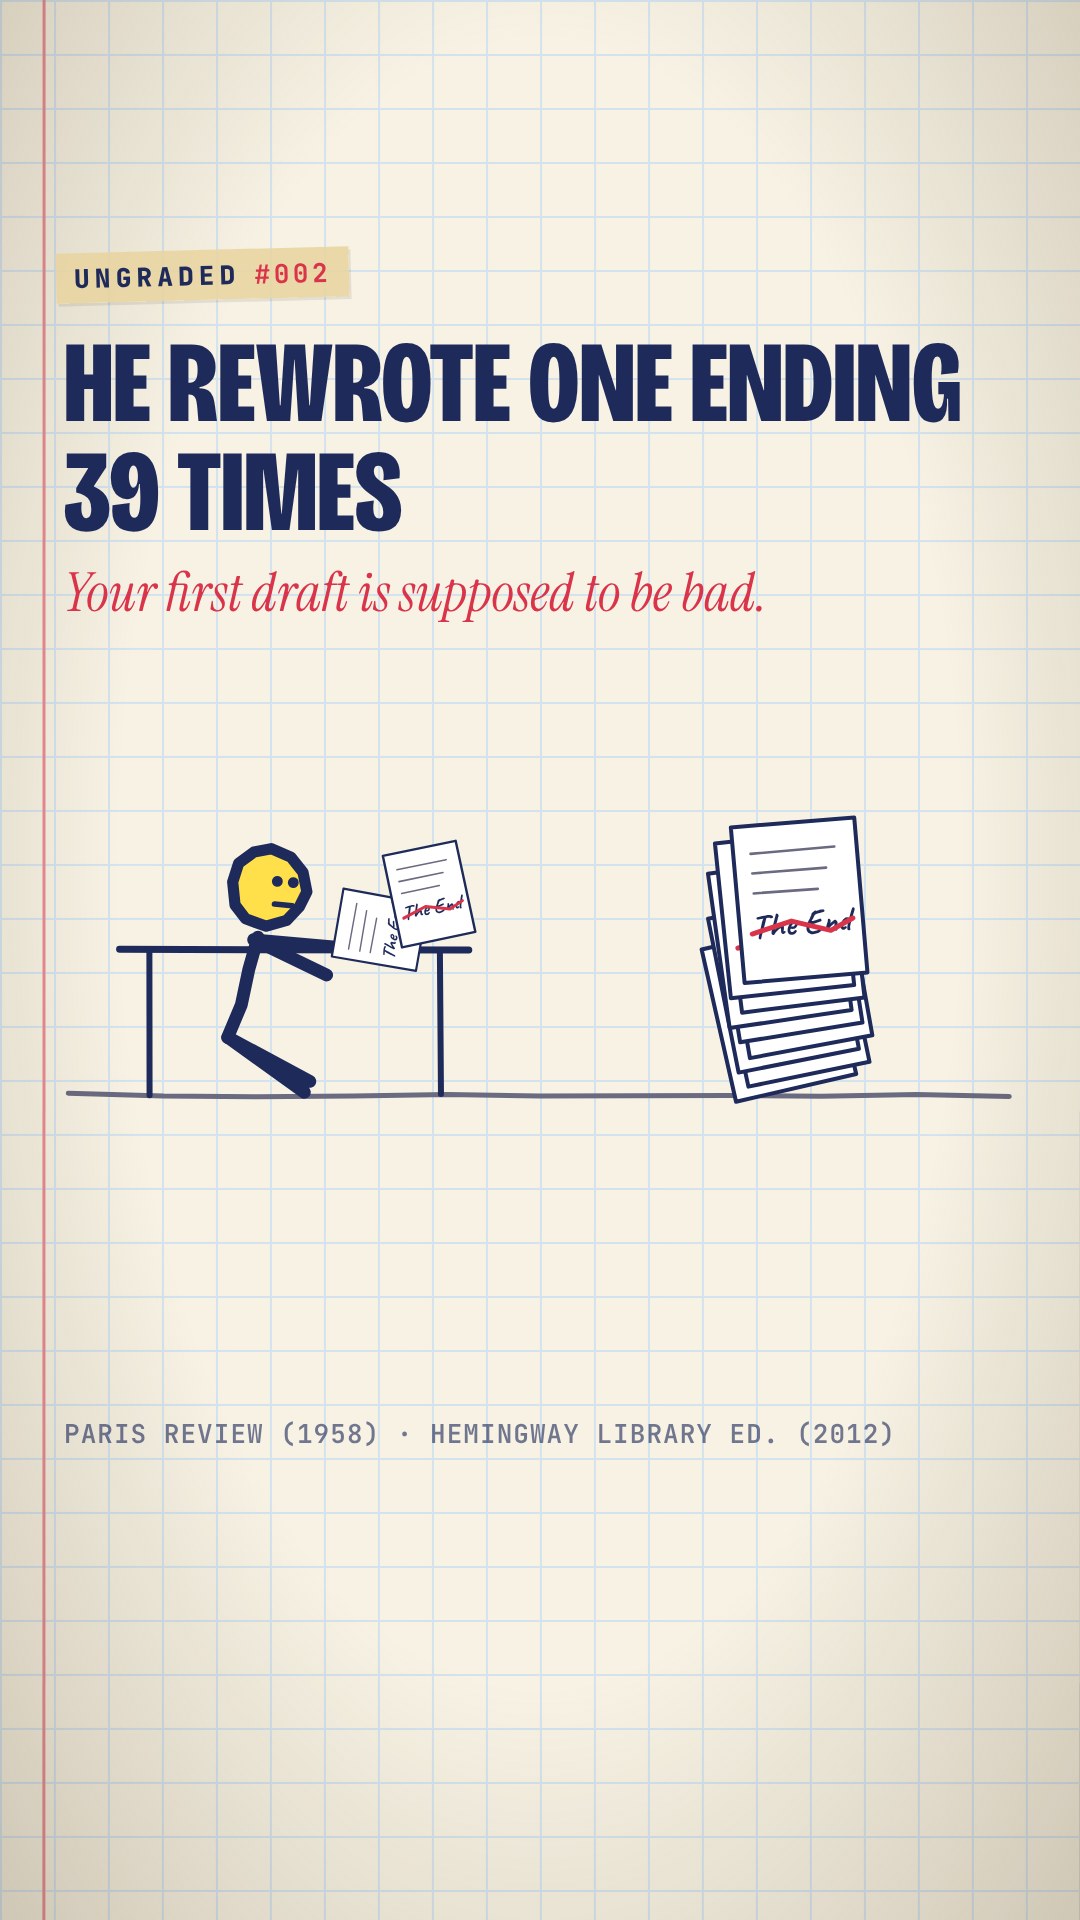 UNGRADED #002
HE REWROTE ONE ENDING
39 TIMES
Your first draft is supposed to be bad.
The End
The E
The End
PARIS REVIEW (1958) · HEMINGWAY LIBRARY ED. (2012)